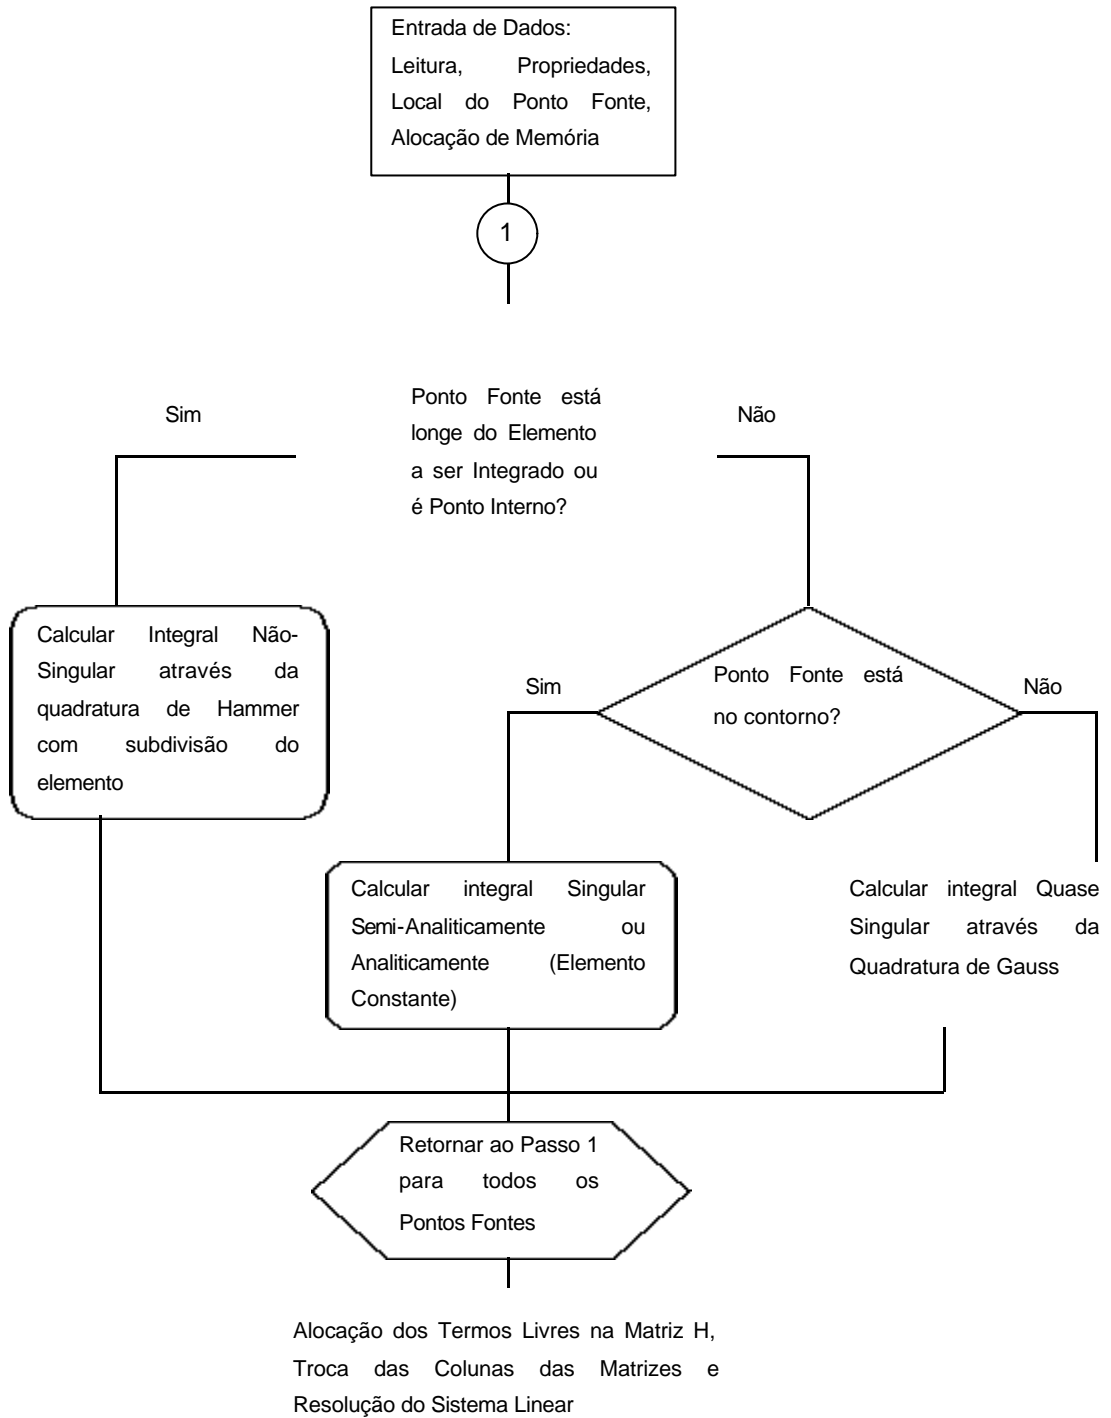 Entrada de Dados:
Leitura, Propriedades,
Local do Ponto Fonte,
Alocação de Memória
1
Ponto Fonte está
longe do Elemento
a ser Integrado ou
é Ponto Interno?
Sim
Não
Calcular Integral Não-
Singular através da
quadratura de Hammer
com subdivisão do
elemento
Ponto Fonte está
no contorno?
Sim
Não
Calcular integral Singular
Semi-Analiticamente ou
Analiticamente (Elemento
Constante)
Calcular integral Quase
Singular através da
Quadratura de Gauss
Retornar ao Passo 1
para todos os
Pontos Fontes
Alocação dos Termos Livres na Matriz H,
Troca das Colunas das Matrizes e
Resolução do Sistema Linear